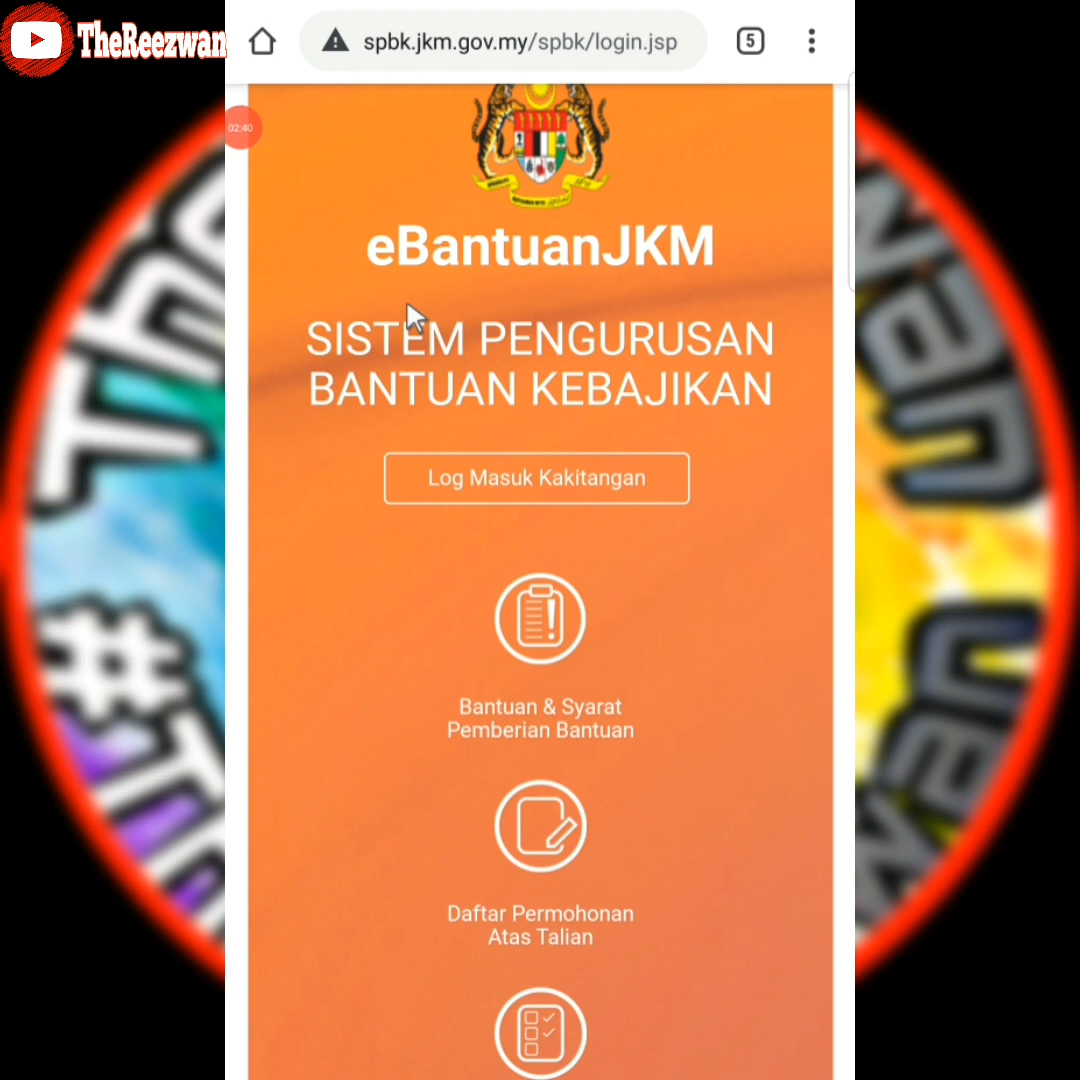 TheReezwan
spbk.jkm.gov.my/spbk/login.jsp
5
02:40
eBantuanJKM
SISTEM PENGURUSAN
BANTUAN KEBAJIKAN
Log Masuk Kakitangan
Bantuan & Syarat
Pemberian Bantuan
Daftar Permohonan
Atas Talian